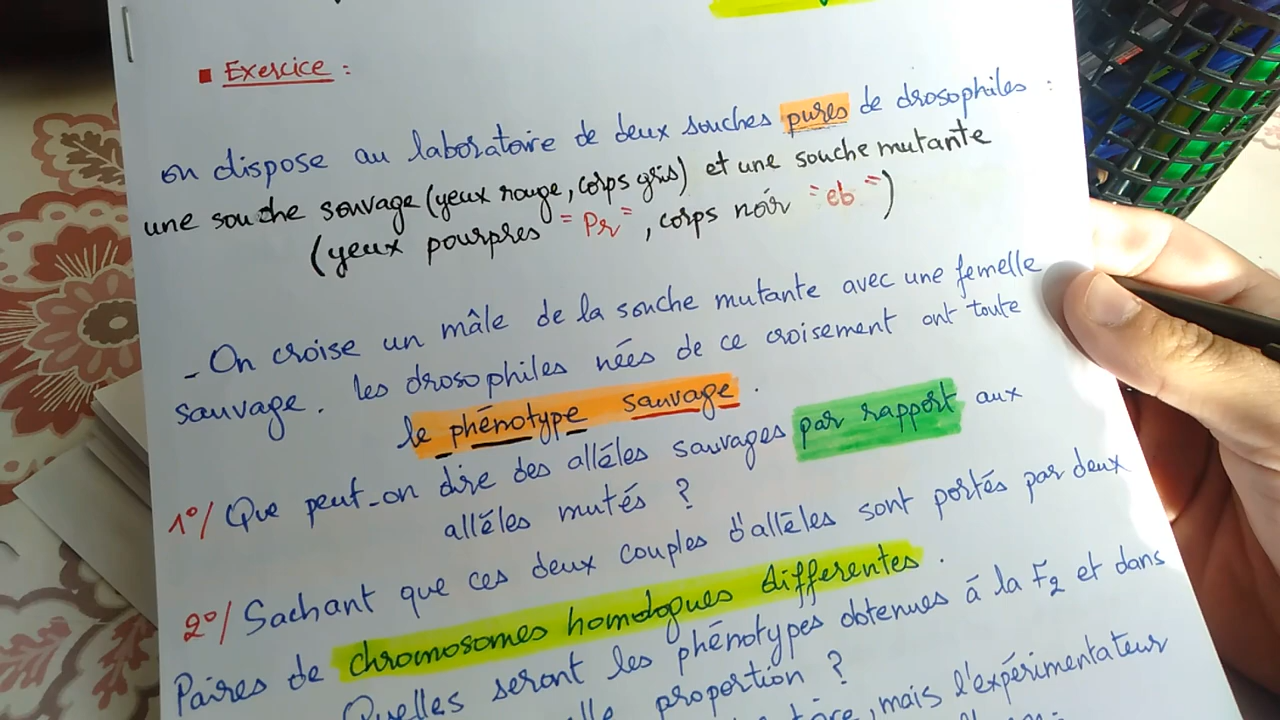 ▪ Exercice :
on dispose au laboratoire de deux souches pures de drosophiles :
une souche sauvage (yeux rouge, corps gris) et une souche mutante
(yeux pourpres "Pr", corps noir "eb")
- On croise un mâle de la souche mutante avec une femelle
sauvage. les drosophiles nées de ce croisement ont toute
le phénotype sauvage.
1°/ Que peut-on dire des allèles sauvages par rapport aux
allèles mutés ?
2°/ Sachant que ces deux couples d'allèles sont portés par deux
Paires de chromosomes homologues differentes.
Quelles seront les phénotypes obtenues à la F2 et dans
proportion ?
, mais l'expérimentateur